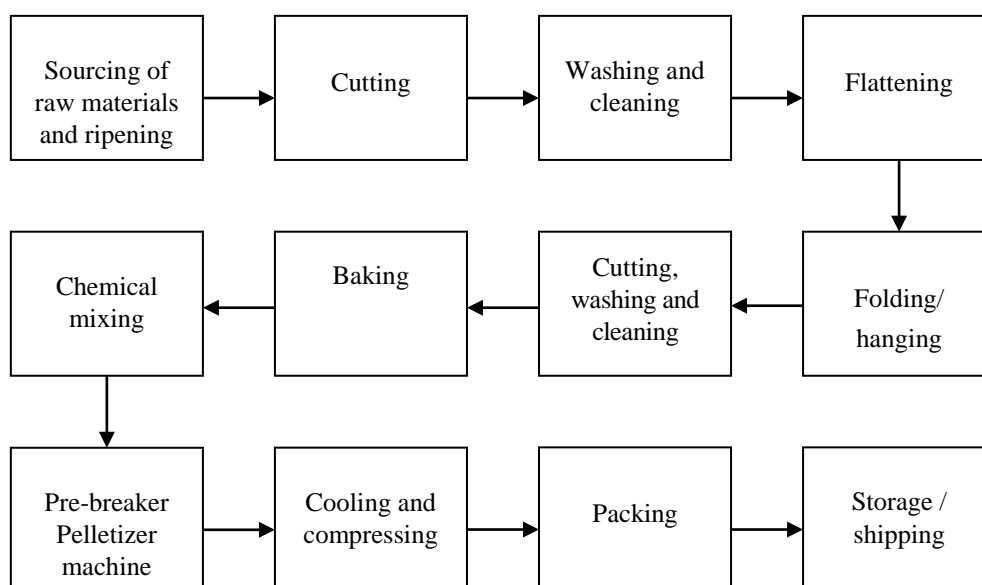 Sourcing of
raw materials
and ripening
Cutting
Washing and
cleaning
Flattening
Folding/
hanging
Cutting,
washing and
cleaning
Baking
Chemical
mixing
Pre-breaker
Pelletizer
machine
Cooling and
compressing
Packing
Storage /
shipping